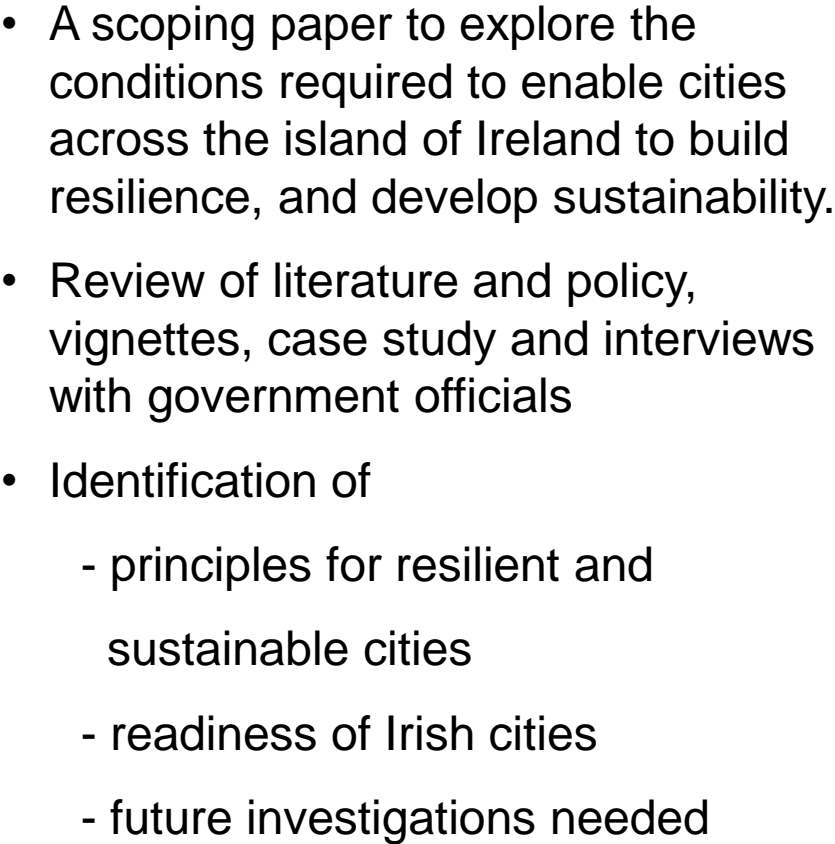 • A scoping paper to explore the
conditions required to enable cities
across the island of Ireland to build
resilience, and develop sustainability.
• Review of literature and policy,
vignettes, case study and interviews
with government officials
• Identification of
- principles for resilient and
sustainable cities
- readiness of Irish cities
- future investigations needed